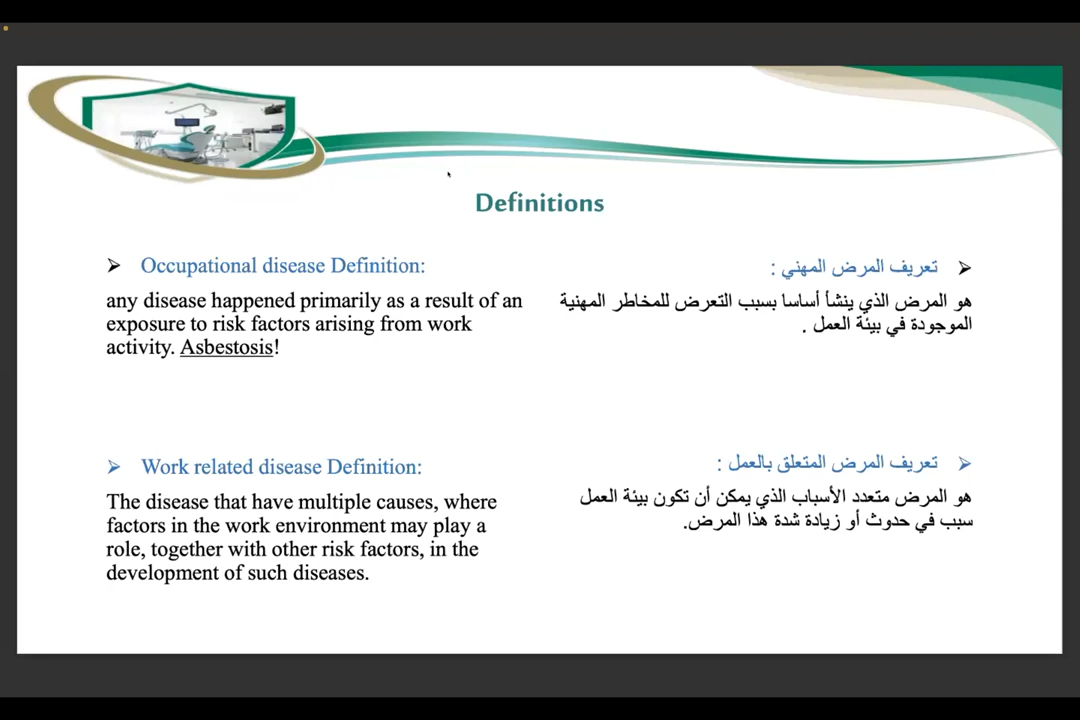 Definitions
➢ Occupational disease Definition:
any disease happened primarily as a result of an
exposure to risk factors arising from work
activity. Asbestosis!
➢ تعريف المرض المهني :
هو المرض الذي ينشأ أساسا بسبب التعرض للمخاطر المهنية
الموجودة في بيئة العمل .
➢ Work related disease Definition:
The disease that have multiple causes, where
factors in the work environment may play a
role, together with other risk factors, in the
development of such diseases.
➢ تعريف المرض المتعلق بالعمل :
هو المرض متعدد الأسباب الذي يمكن أن تكون بيئة العمل
سبب في حدوث أو زيادة شدة هذا المرض.